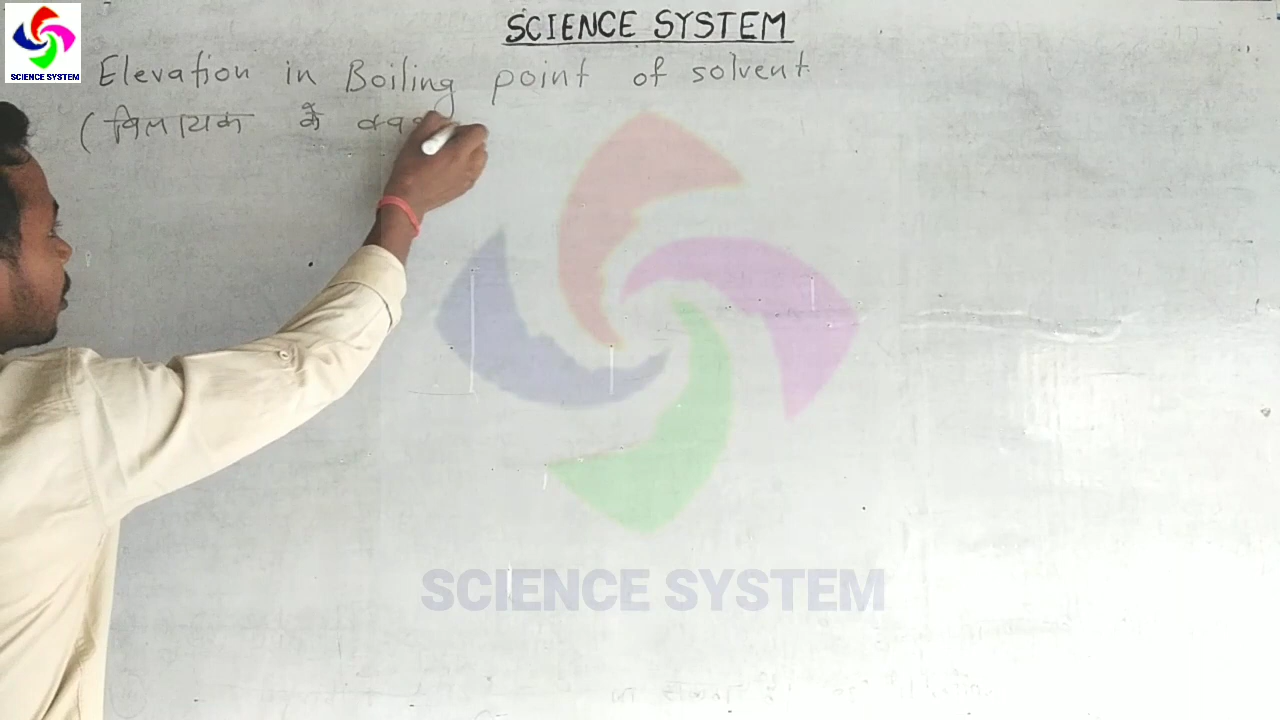 SCIENCE SYSTEM
SCIENCE SYSTEM
Elevation in Boiling point of solvent
(विलायक के
SCIENCE SYSTEM